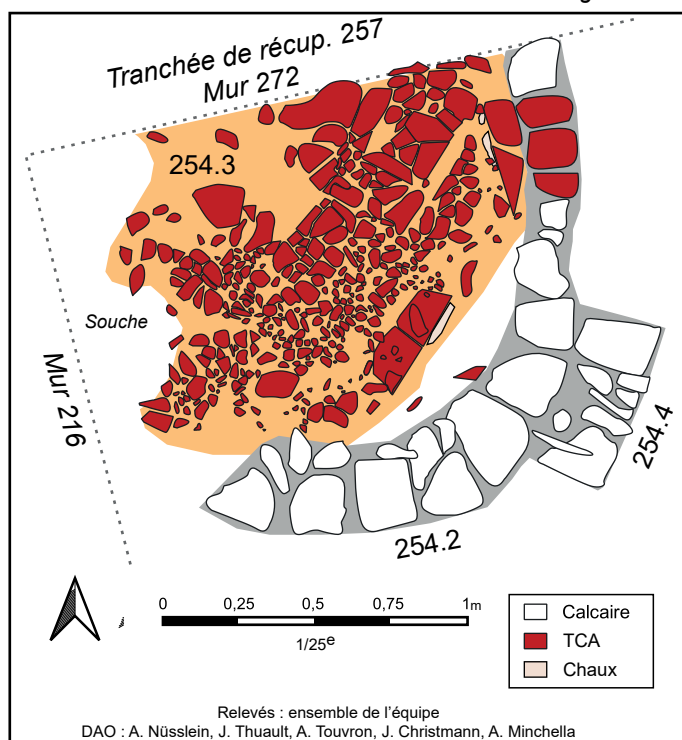 Tranchée de récup. 257
Mur 272
254.3
Souche
Mur 216
254.4
254.2
0 0,25 0,5 0,75 1m
1/25e
Calcaire
TCA
Chaux
Relevés : ensemble de l'équipe
DAO : A. Nüsslein, J. Thuault, A. Touvron, J. Christmann, A. Minchella